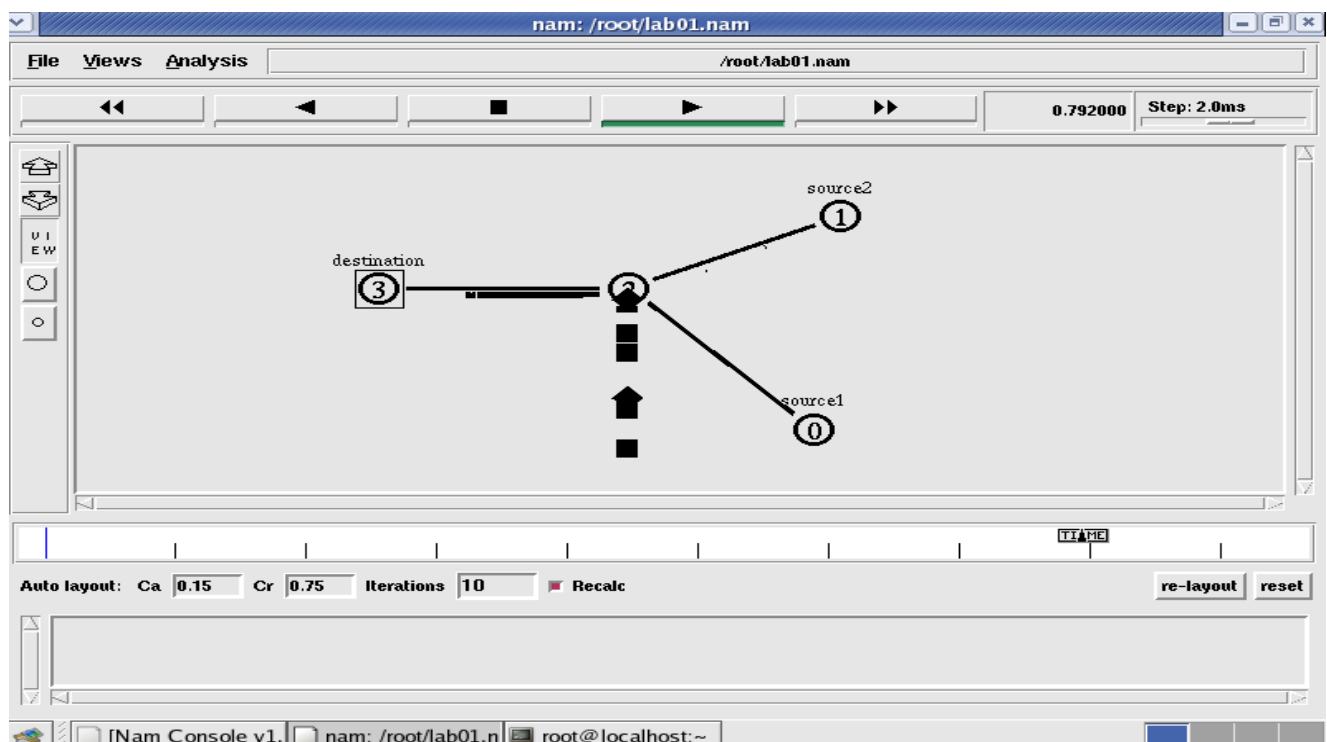 nam: /root/lab01.nam
File Views Analysis /root/lab01.nam
0.792000 Step: 2.0ms
VI
EW
source2
1
destination
3
source1
0
TIME
Auto layout: Ca 0.15 Cr 0.75 Iterations 10 Recalc re-layout reset
[Nam Console v1. nam: /root/lab01.n root@localhost:~